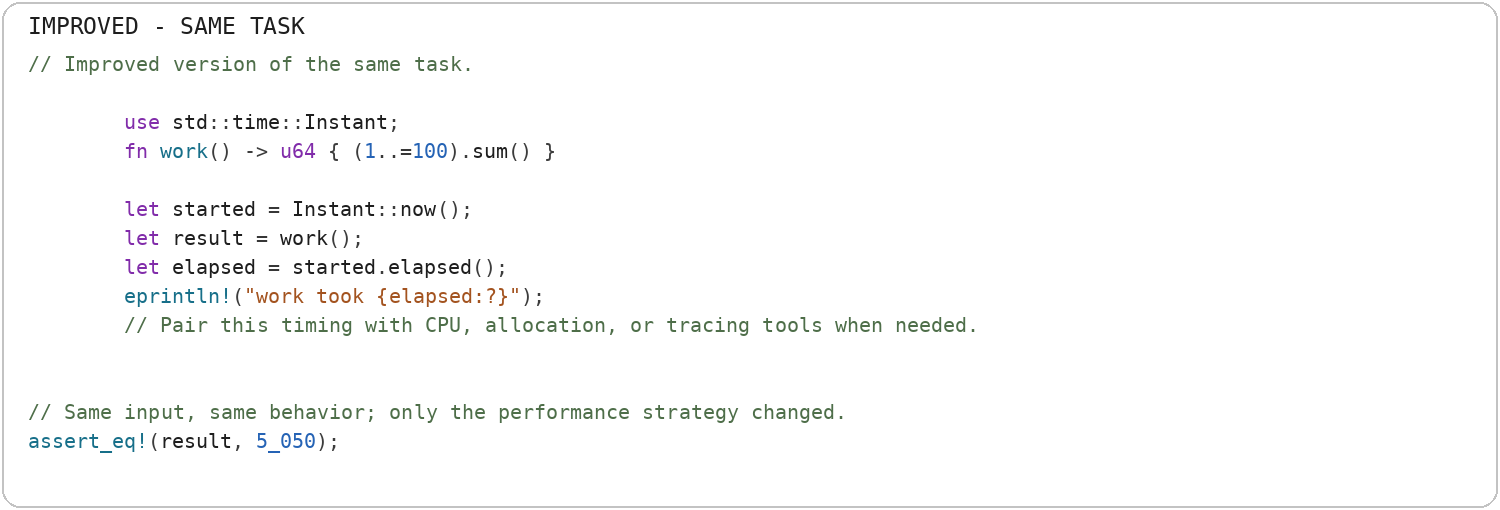 IMPROVED - SAME TASK
// Improved version of the same task.
use std::time::Instant;
fn work() -> u64 { (1..=100).sum() }
let started = Instant::now();
let result = work();
let elapsed = started.elapsed();
eprintln!("work took {elapsed:?}");
// Pair this timing with CPU, allocation, or tracing tools when needed.
// Same input, same behavior; only the performance strategy changed.
assert_eq!(result, 5_050);